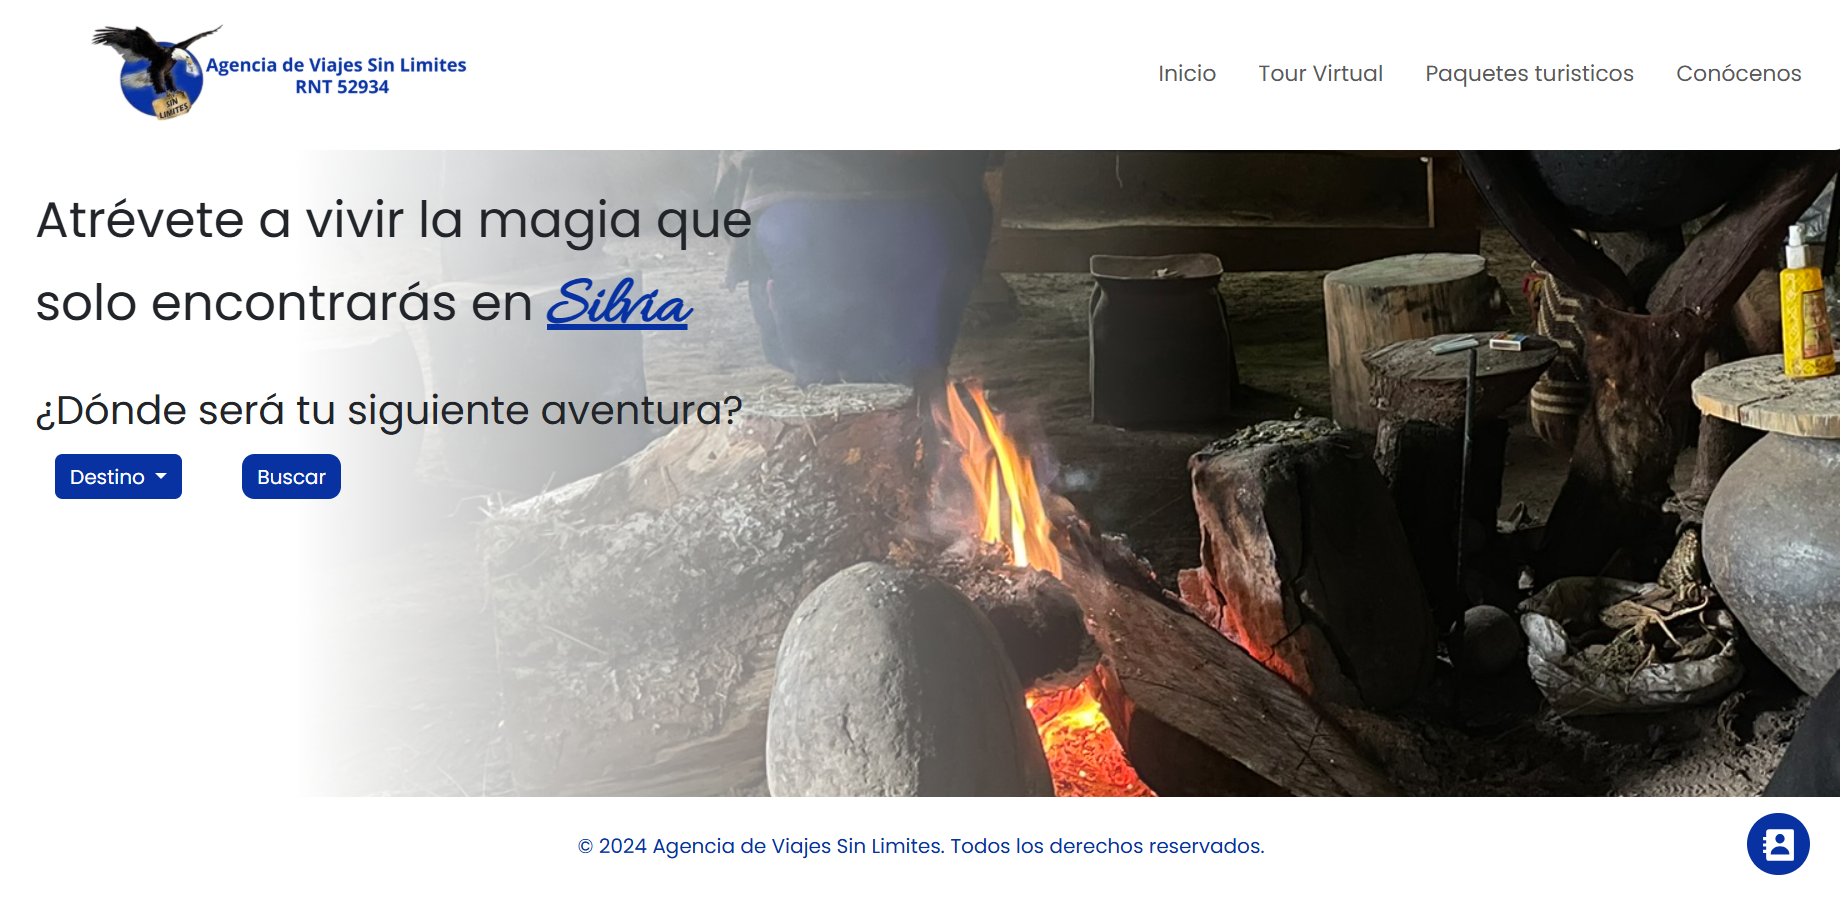 SIN
LIMITES
Agencia de Viajes Sin Limites
RNT 52934
Inicio
Tour Virtual
Paquetes turisticos
Conócenos
Atrévete a vivir la magia que
solo encontrarás en Silvia
¿Dónde será tu siguiente aventura?
Destino
Buscar
© 2024 Agencia de Viajes Sin Limites. Todos los derechos reservados.